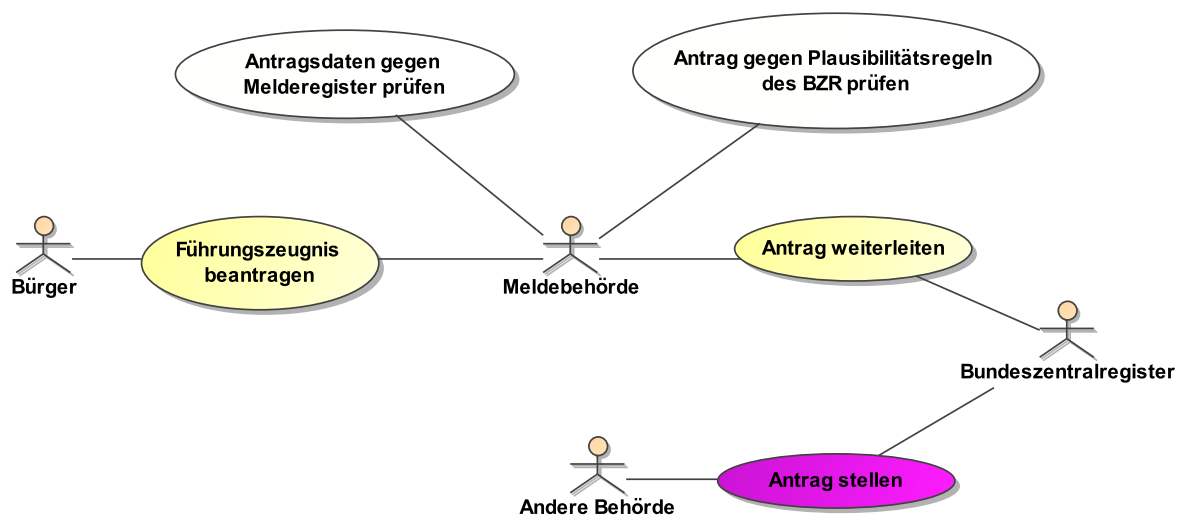 Antragsdaten gegen
Melderegister prüfen
Antrag gegen Plausibilitätsregeln
des BZR prüfen
Führungszeugnis
beantragen
Antrag weiterleiten
Bürger
Meldebehörde
Bundeszentralregister
Antrag stellen
Andere Behörde